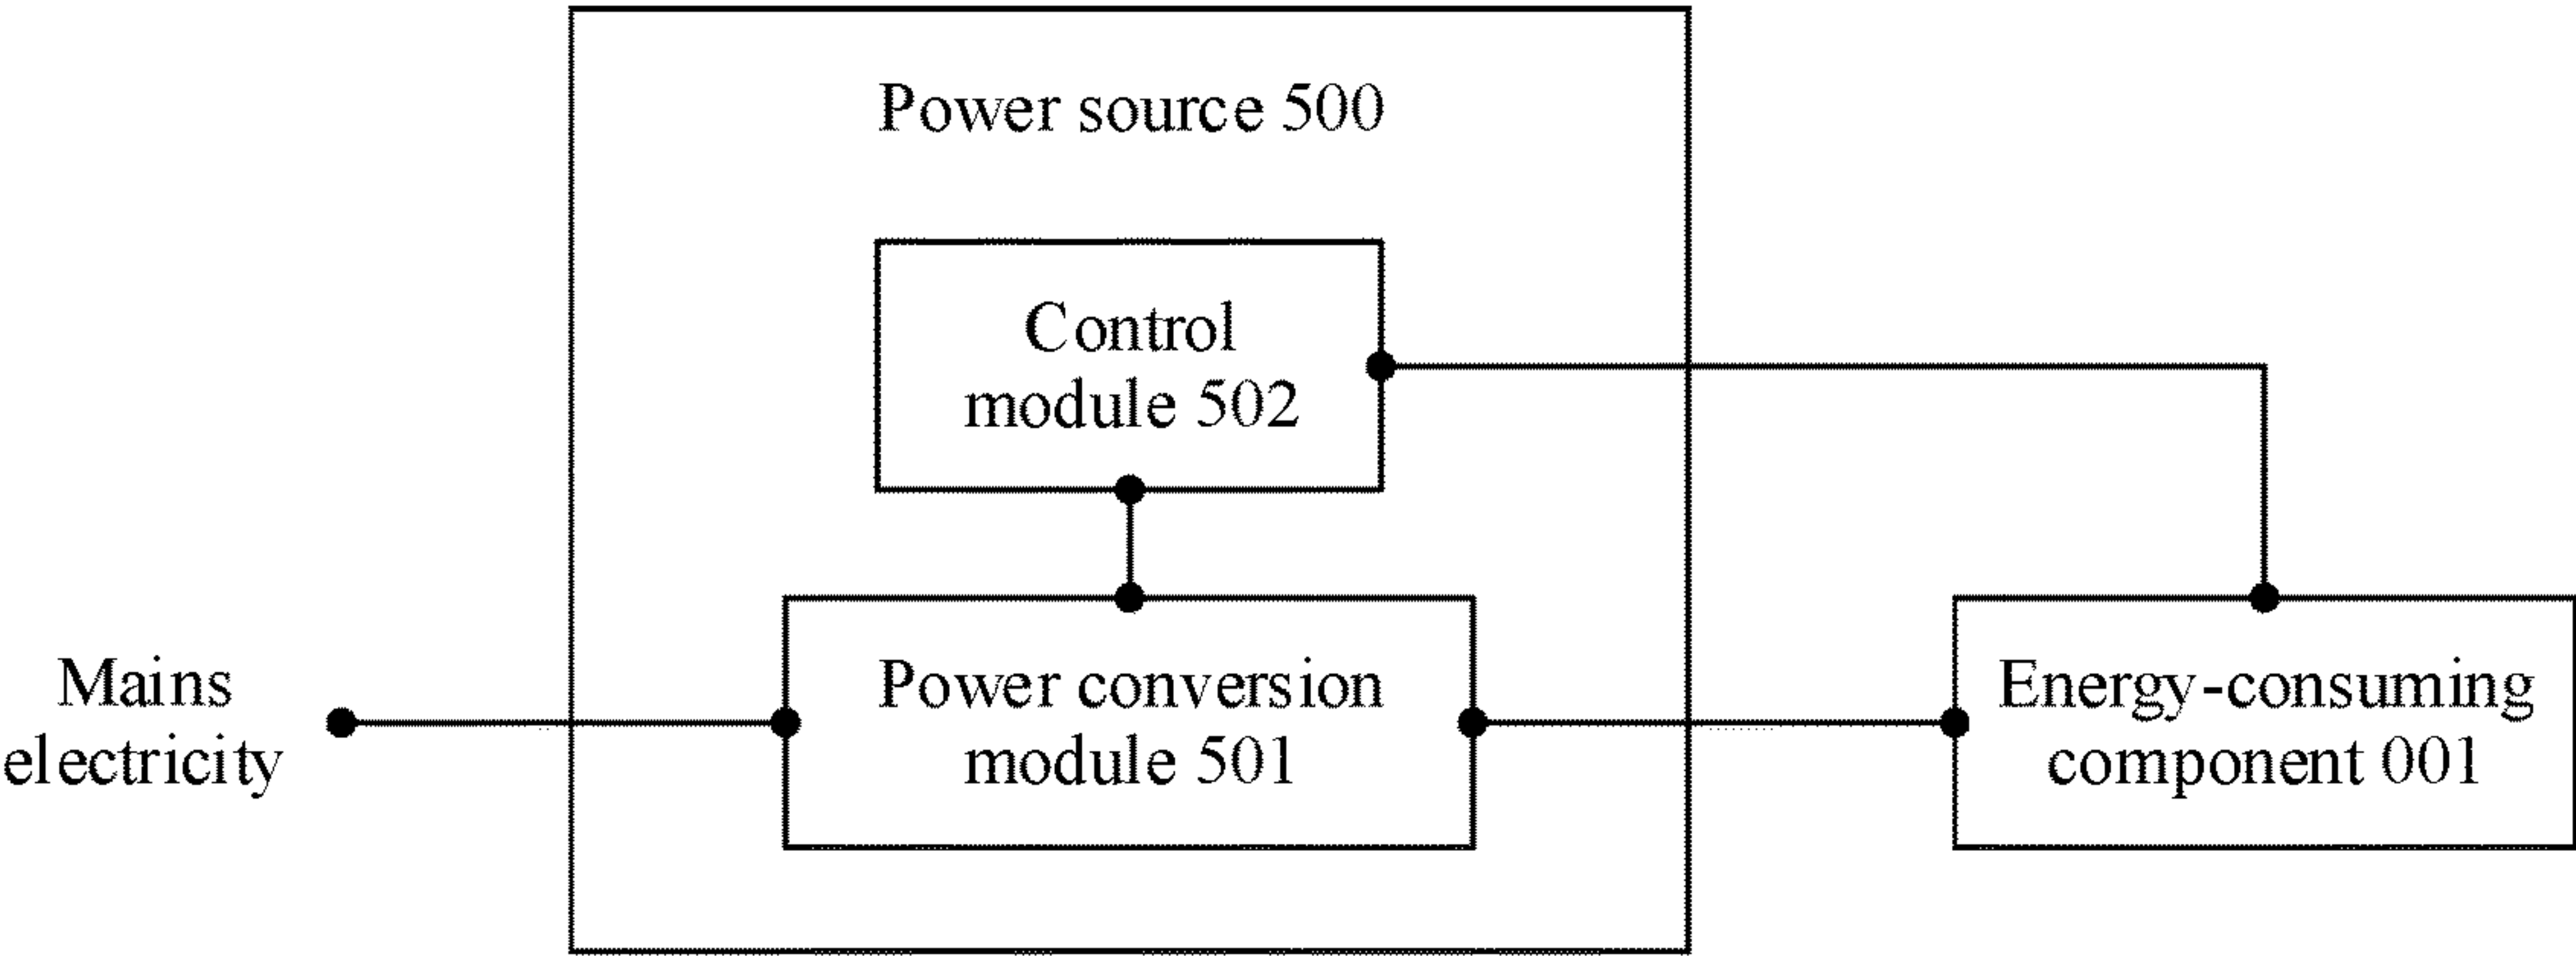 Power source 500
Control
module 502
Mains
electricity
Power conversion
module 501
Energy-consuming
component 001